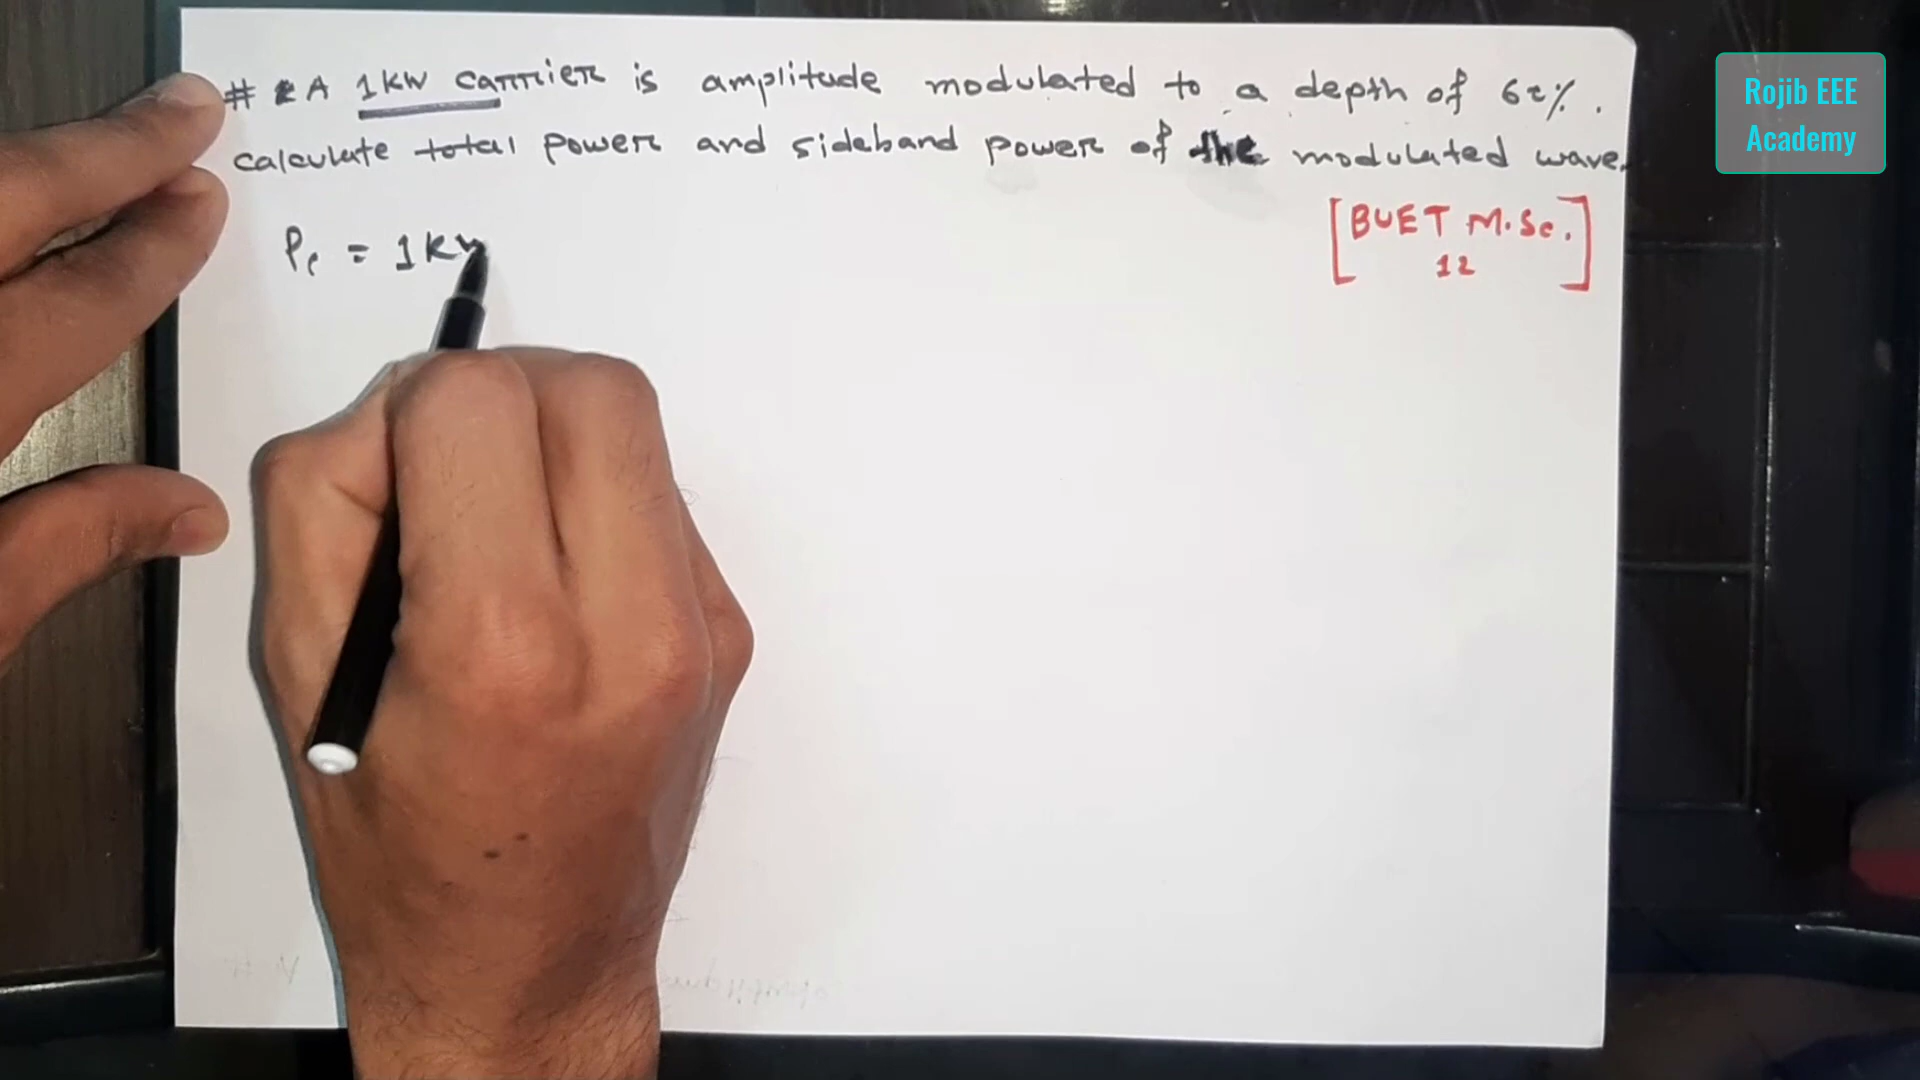 # A 1KW carrier is amplitude modulated to a depth of 60%.
calculate total power and sideband power of the modulated wave.
[BUET M.Sc.]
12
Pc = 1KW
Rojib EEE
Academy